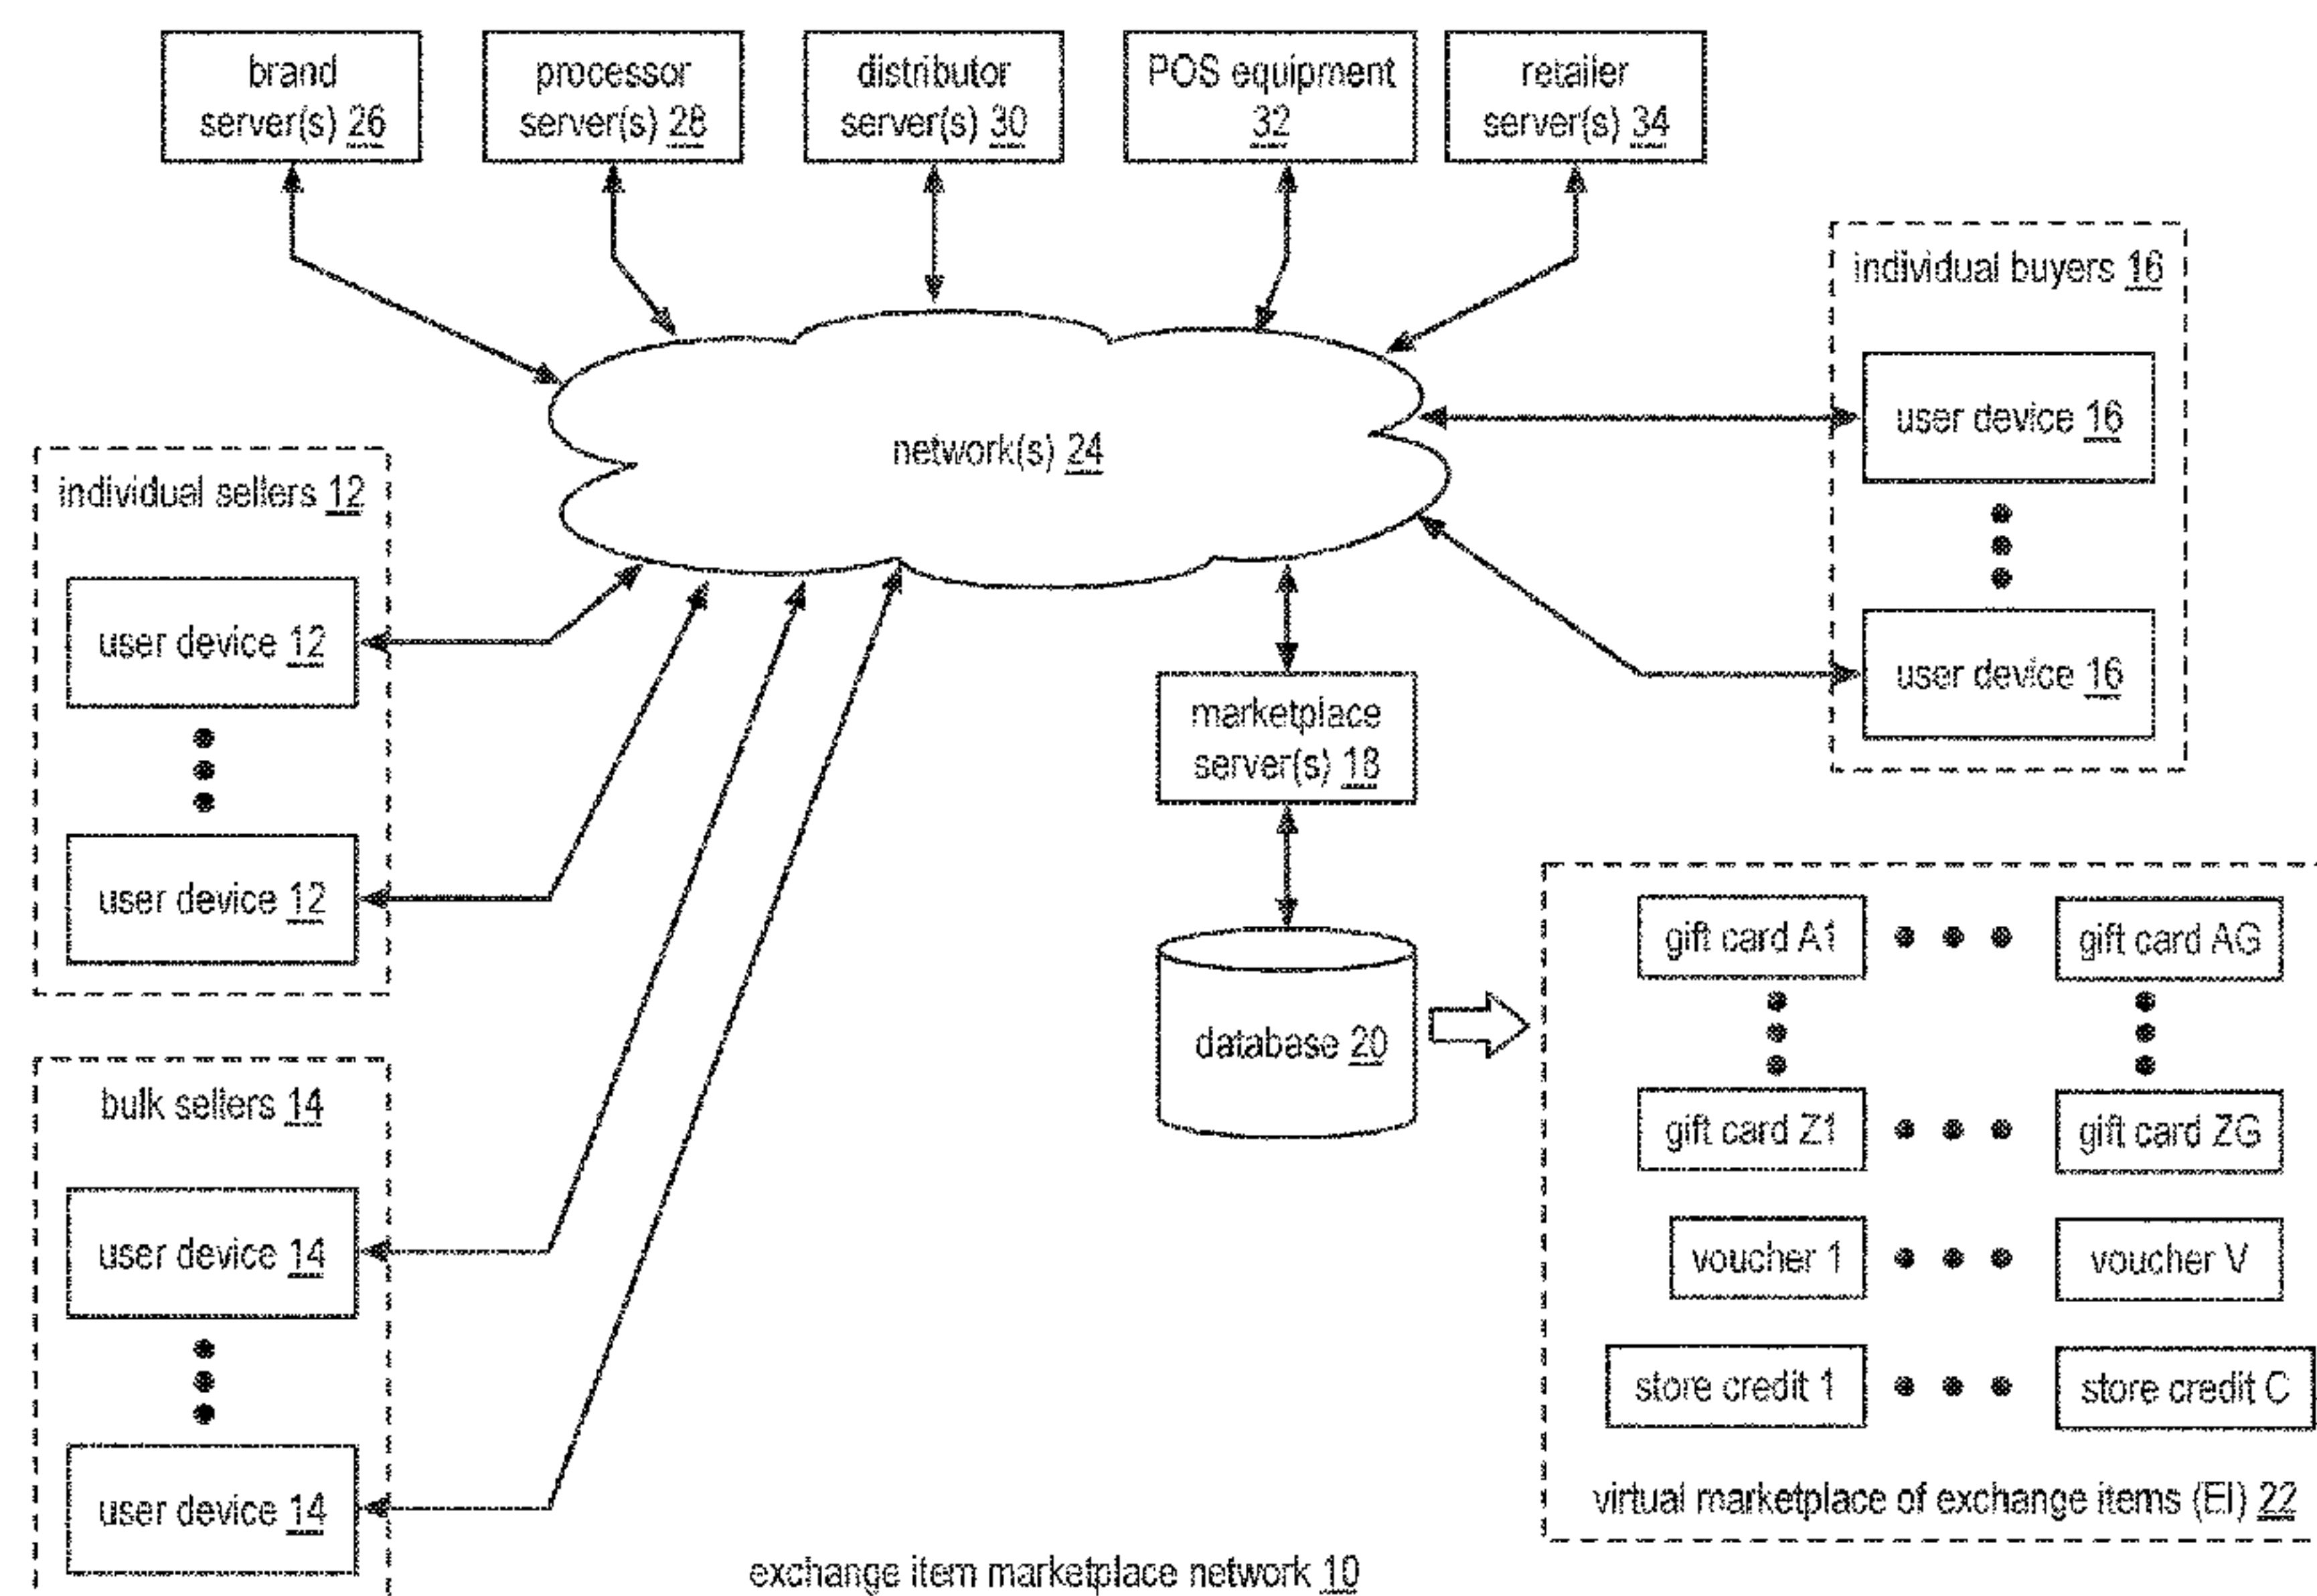 brand
server(s) 26
processor
server(s) 28
distributor
server(s) 30
POS equipment
32
retailer
server(s) 34
individual buyers 16
user device 16
user device 16
network(s) 24
individual sellers 12
user device 12
user device 12
marketplace
server(s) 18
database 20
bulk sellers 14
user device 14
user device 14
gift card A1
gift card AG
gift card Z1
gift card ZG
voucher 1
voucher V
store credit 1
store credit C
virtual marketplace of exchange items (EI) 22
exchange item marketplace network 10